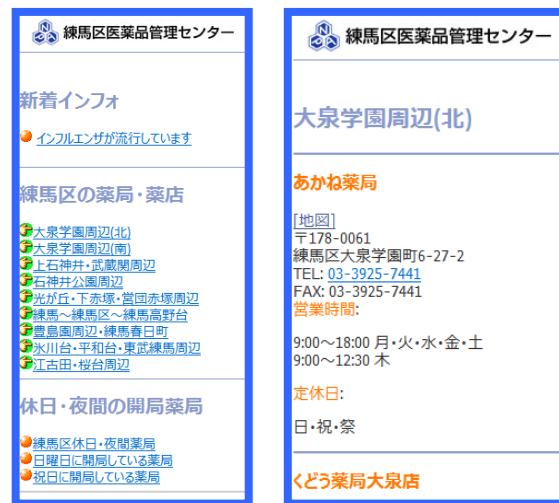 練馬区医薬品管理センター
新着インフォ
インフルエンザが流行しています
練馬区の薬局・薬店
大泉学園周辺(北)
大泉学園周辺(南)
上石神井・武蔵関周辺
石神井公園周辺
光が丘・下赤塚・営団赤塚周辺
練馬～練馬区～練馬高野台
豊島園周辺・練馬春日町
氷川台・平和台・東武練馬周辺
江古田・桜台周辺
休日・夜間の開局薬局
練馬区休日・夜間薬局
日曜日に開局している薬局
祝日に開局している薬局
練馬区医薬品管理センター
大泉学園周辺(北)
あかね薬局
[地図]
〒178-0061
練馬区大泉学園町6-27-2
TEL: 03-3925-7441
FAX: 03-3925-7441
営業時間:
9:00～18:00 月・火・水・金・土
9:00～12:30 木
定休日:
日・祝・祭
くどう薬局大泉店